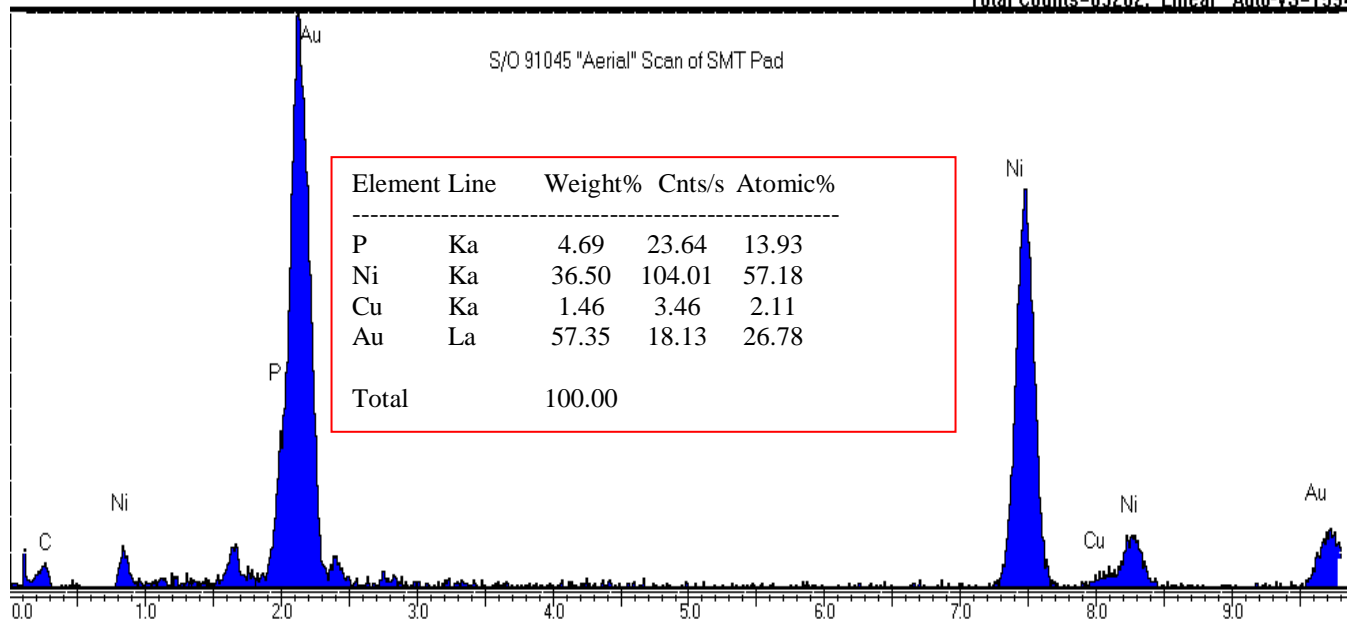 Au
S/O 91045 "Aerial" Scan of SMT Pad
Element Line Weight% Cnts/s Atomic%
--------------------------------------------------------
P Ka 4.69 23.64 13.93
Ni Ka 36.50 104.01 57.18
Cu Ka 1.46 3.46 2.11
Au La 57.35 18.13 26.78
Total 100.00
Ni
P
Ni
C
Cu
Ni
Au
0.0 1.0 2.0 3.0 4.0 5.0 6.0 7.0 8.0 9.0